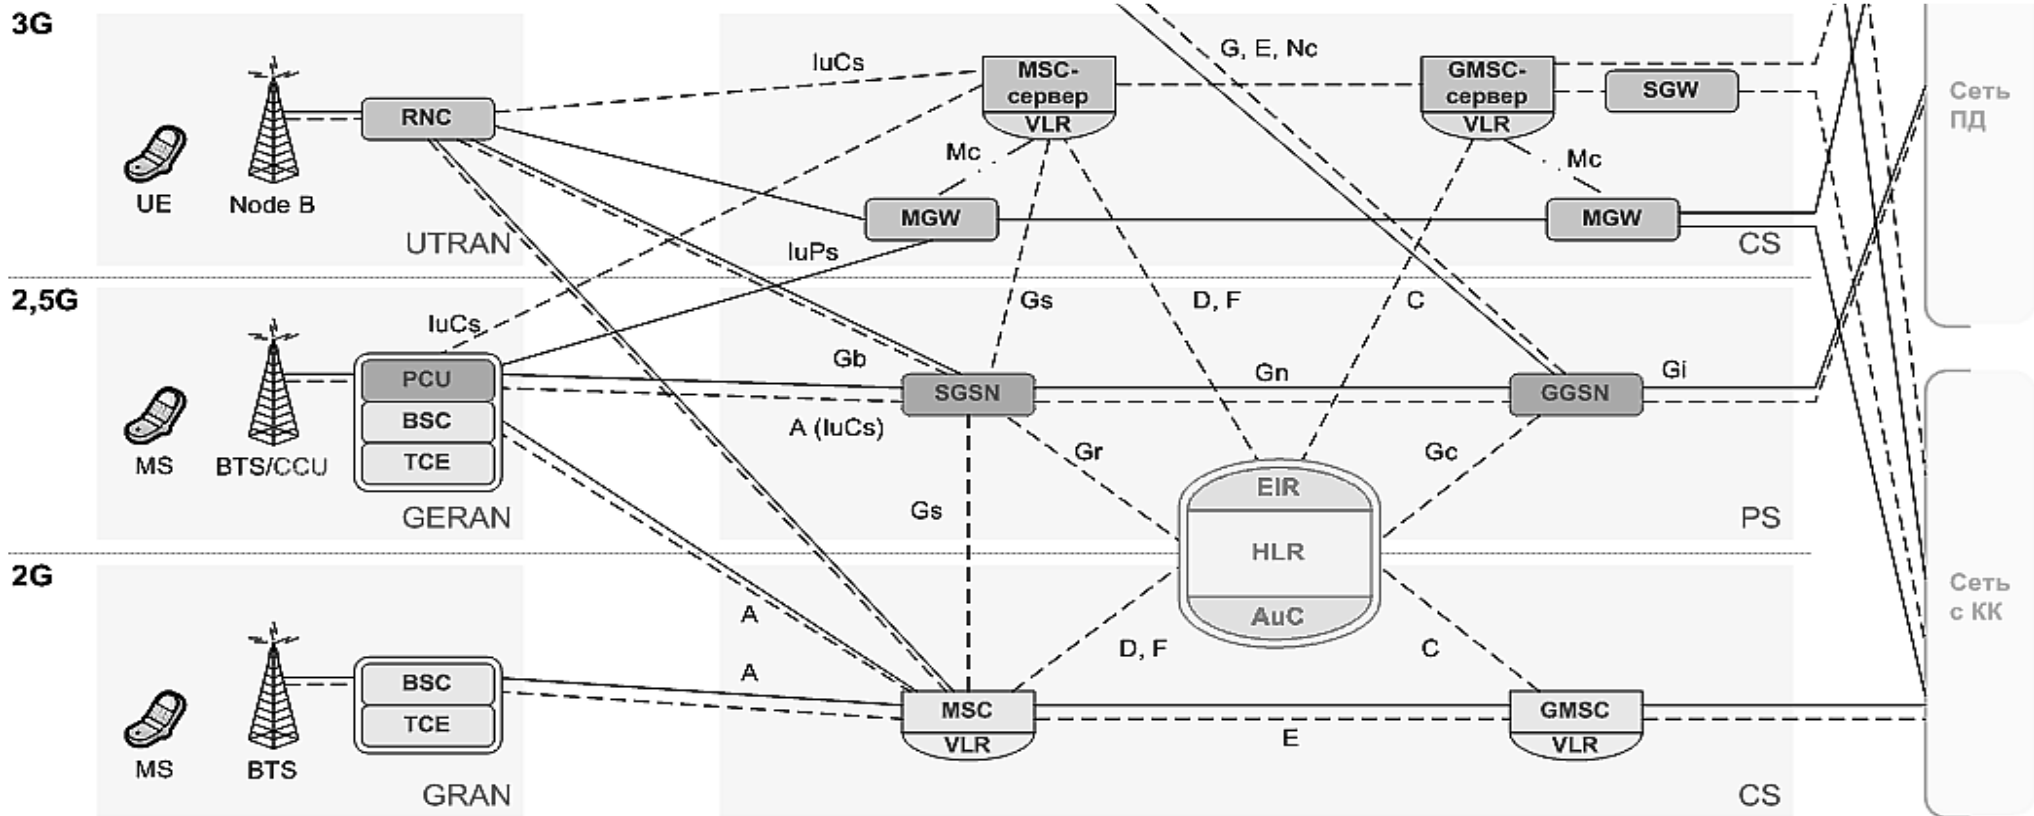 3G
IuCs
MSC-
сервер
VLR
G, E, Nc
GMSC-
сервер
VLR
SGW
Сеть
ПД
RNC
Mc
Mc
UE
Node B
MGW
MGW
UTRAN
IuPs
CS
2,5G
IuCs
Gs
D, F
C
PCU
BSC
TCE
Gb
SGSN
Gn
GGSN
Gi
A (IuCs)
MS
BTS/CCU
Gr
Gc
EIR
HLR
AuC
Gs
GERAN
PS
2G
Сеть
с КК
A
A
D, F
C
BSC
TCE
MSC
VLR
E
GMSC
VLR
MS
BTS
GRAN
CS